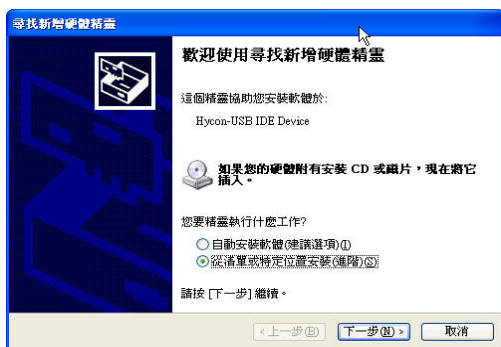 尋找新增硬體精靈
歡迎使用尋找新增硬體精靈
這個精靈協助您安裝軟體於:
Hycon-USB IDE Device
如果您的硬體附有安裝 CD 或磁片，現在將它
插入。
您要精靈執行什麼工作?
自動安裝軟體(建議選項)(I)
從清單或特定位置安裝(進階)(S)
請按 [下一步] 繼續。
<上一步(B)
下一步(N)>
取消